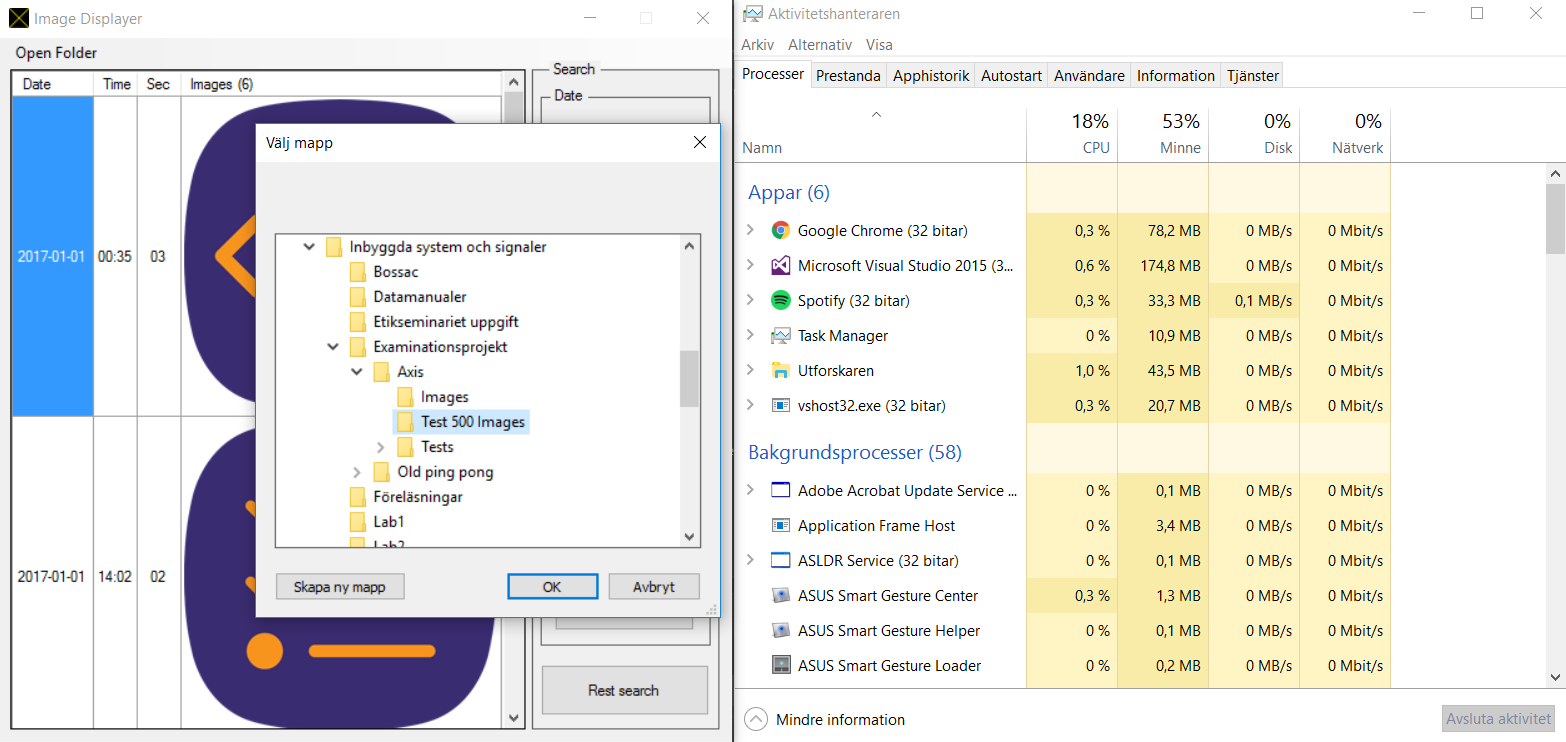 Image Displayer
Open Folder
Date Time Sec Images (6)
2017-01-01 00:35 03
2017-01-01 14:02 02
Search
Date
Rest search
Välj mapp
Inbyggda system och signaler
Bossac
Datamanualer
Etikseminariet uppgift
Examinationsprojekt
Axis
Images
Test 500 Images
Tests
Old ping pong
Föreläsningar
Lab1
Lab2
Skapa ny mapp OK Avbryt
Aktivitetshanteraren
Arkiv Alternativ Visa
Processer Prestanda Apphistorik Autostart Användare Information Tjänster
18% 53% 0% 0%
Namn CPU Minne Disk Nätverk
Appar (6)
Google Chrome (32 bitar) 0,3 % 78,2 MB 0 MB/s 0 Mbit/s
Microsoft Visual Studio 2015 (3... 0,6 % 174,8 MB 0 MB/s 0 Mbit/s
Spotify (32 bitar) 0,3 % 33,3 MB 0,1 MB/s 0 Mbit/s
Task Manager 0 % 10,9 MB 0 MB/s 0 Mbit/s
Utforskaren 1,0 % 43,5 MB 0 MB/s 0 Mbit/s
vshost32.exe (32 bitar) 0,3 % 20,7 MB 0 MB/s 0 Mbit/s
Bakgrundsprocesser (58)
Adobe Acrobat Update Service ... 0 % 0,1 MB 0 MB/s 0 Mbit/s
Application Frame Host 0 % 3,4 MB 0 MB/s 0 Mbit/s
ASLDR Service (32 bitar) 0 % 0,1 MB 0 MB/s 0 Mbit/s
ASUS Smart Gesture Center 0,3 % 1,3 MB 0 MB/s 0 Mbit/s
ASUS Smart Gesture Helper 0 % 0,1 MB 0 MB/s 0 Mbit/s
ASUS Smart Gesture Loader 0 % 0,2 MB 0 MB/s 0 Mbit/s
Mindre information
Avsluta aktivitet